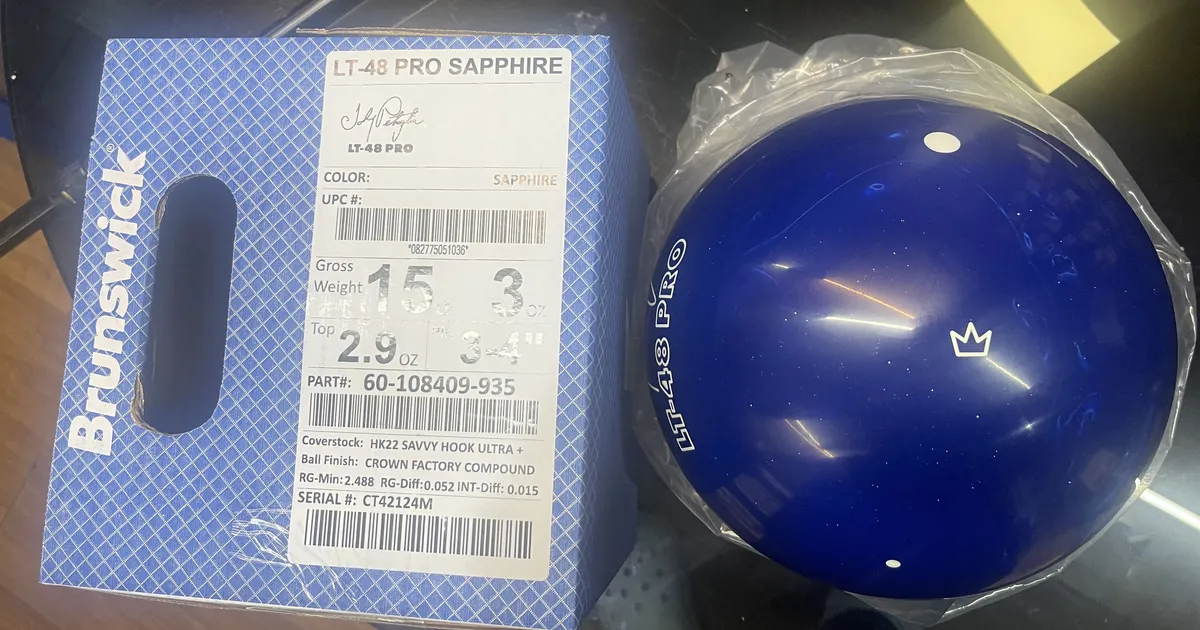 Brunswick®
LT-48 PRO SAPPHIRE
LT-48 PRO
COLOR: SAPPHIRE
UPC #:
*082775051036*
Gross Weight 15 3 OZ
Top 2.9 OZ 3-4"
PART#: 60-108409-935
Coverstock: HK22 SAVVY HOOK ULTRA +
Ball Finish: CROWN FACTORY COMPOUND
RG-Min: 2.488 RG-Diff: 0.052 INT-Diff: 0.015
SERIAL #: CT42124M
LT-48 PRO